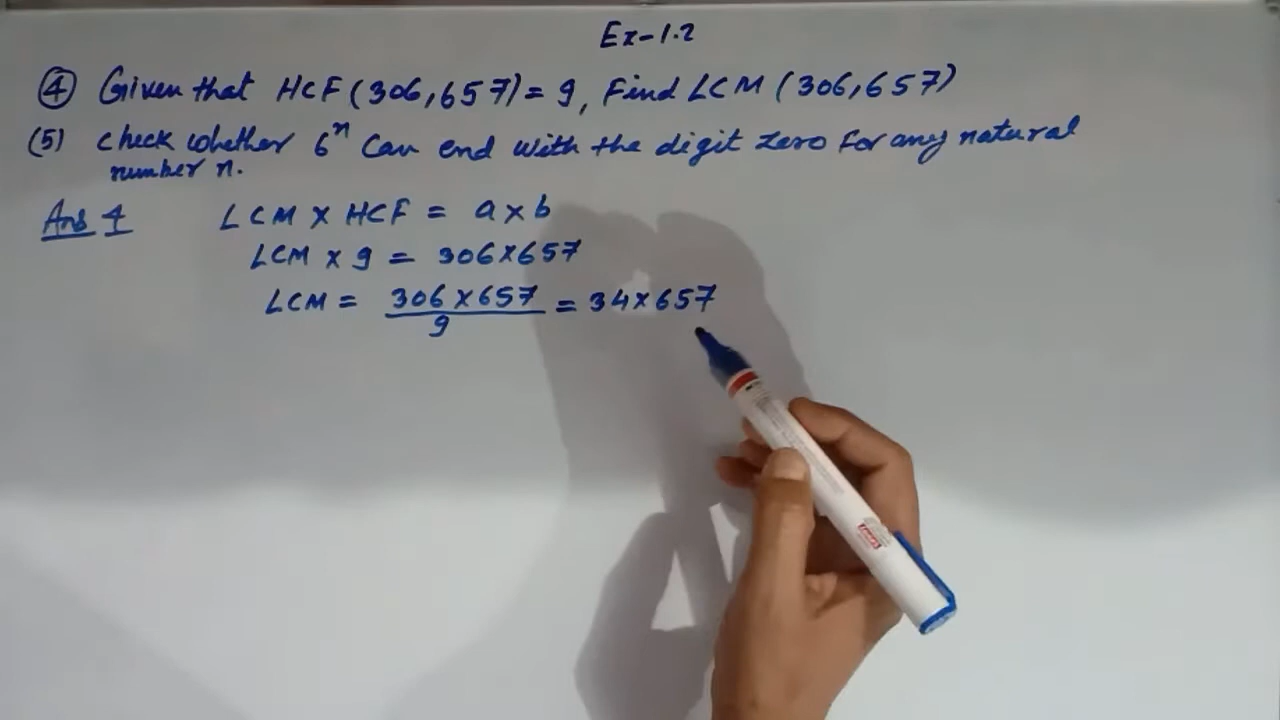 Ex-1.2
④ Given that HCF(306,657)=9, Find LCM(306,657)
(5) Check whether 6ⁿ Can end with the digit zero for any natural
number n.
Ans 4 LCM × HCF = a × b
LCM × 9 = 306×657
LCM = 306×657/9 = 34×657